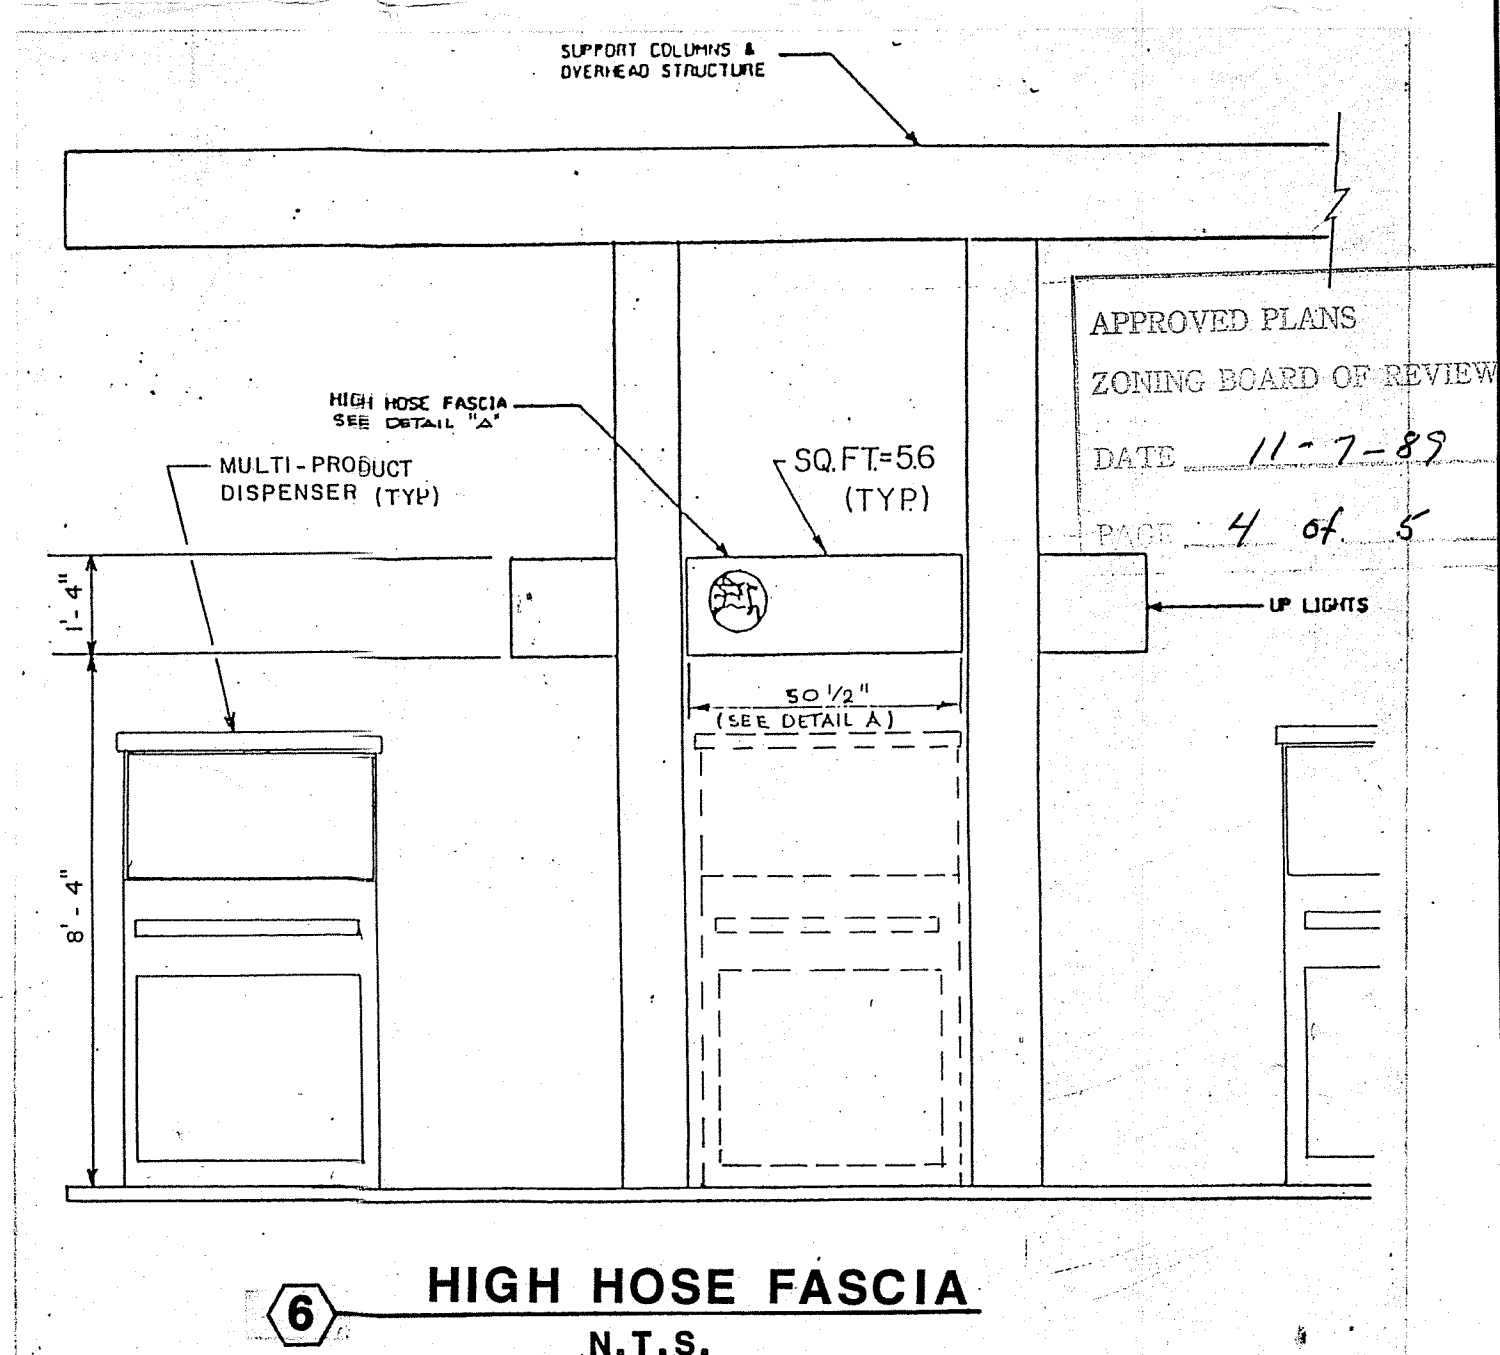 SUPPORT COLUMNS &
OVERHEAD STRUCTURE
APPROVED PLANS
ZONING BOARD OF REVIEW
DATE 11-7-89
PAGE 4 of 5
HIGH HOSE FASCIA
SEE DETAIL "A"
MULTI-PRODUCT
DISPENSER (TYP)
SQ.FT.=5.6
(TYP.)
1'-4"
UP LIGHTS
50 1/2"
(SEE DETAIL A)
8'-4"
HIGH HOSE FASCIA
6
N.T.S.